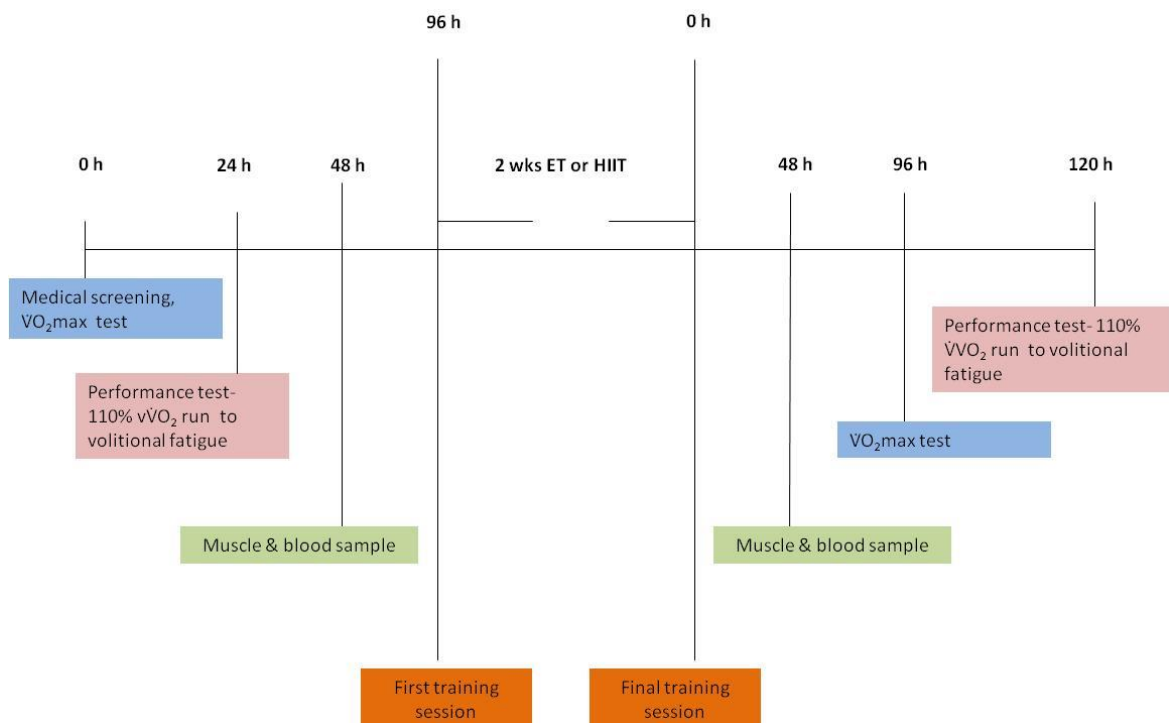 96 h
0 h
0 h
24 h
48 h
2 wks ET or HIIT
48 h
96 h
120 h
Medical screening,
V̇O₂max test
Performance test-
110% vV̇O₂ run to
volitional fatigue
Muscle & blood sample
First training
session
Final training
session
Muscle & blood sample
V̇O₂max test
Performance test- 110%
V̇VO₂ run to volitional
fatigue